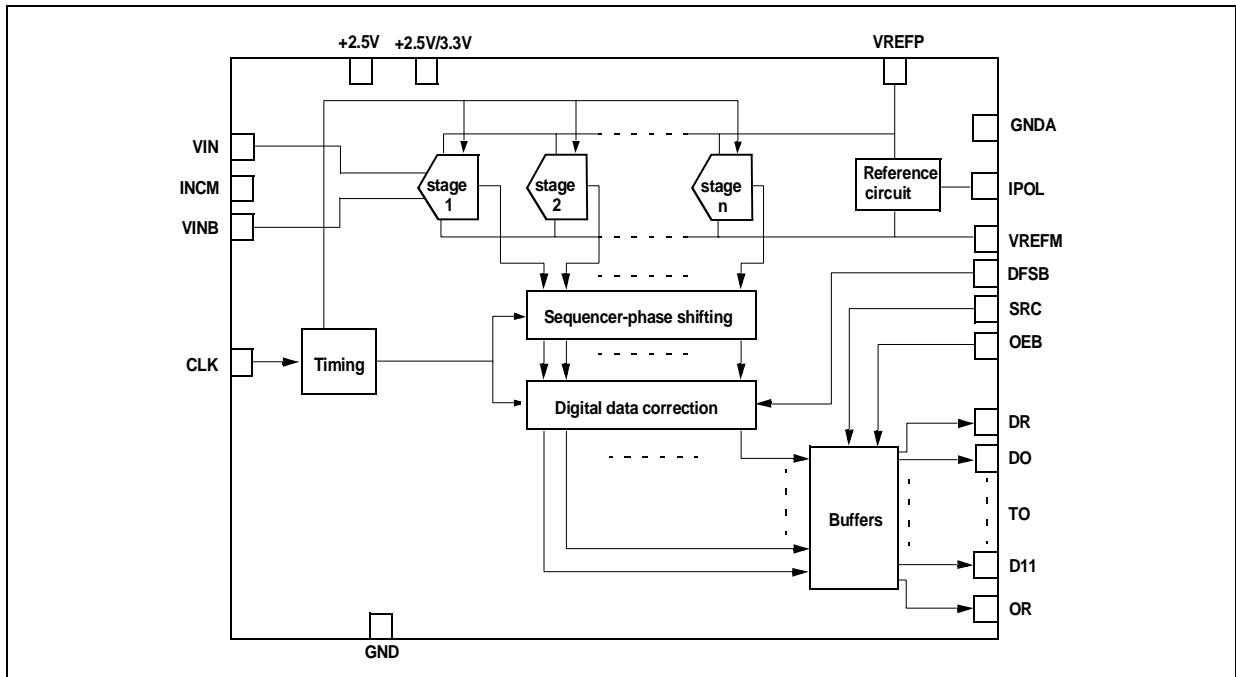 +2.5V +2.5V/3.3V VREFP
GNDA
VIN
stage
1
stage
2
stage
n
Reference
circuit
INCM
IPOL
VINB
VREFM
DFSB
SRC
Sequencer-phase shifting
OEB
CLK
Timing
Digital data correction
DR
DO
Buffers
TO
D11
OR
GND